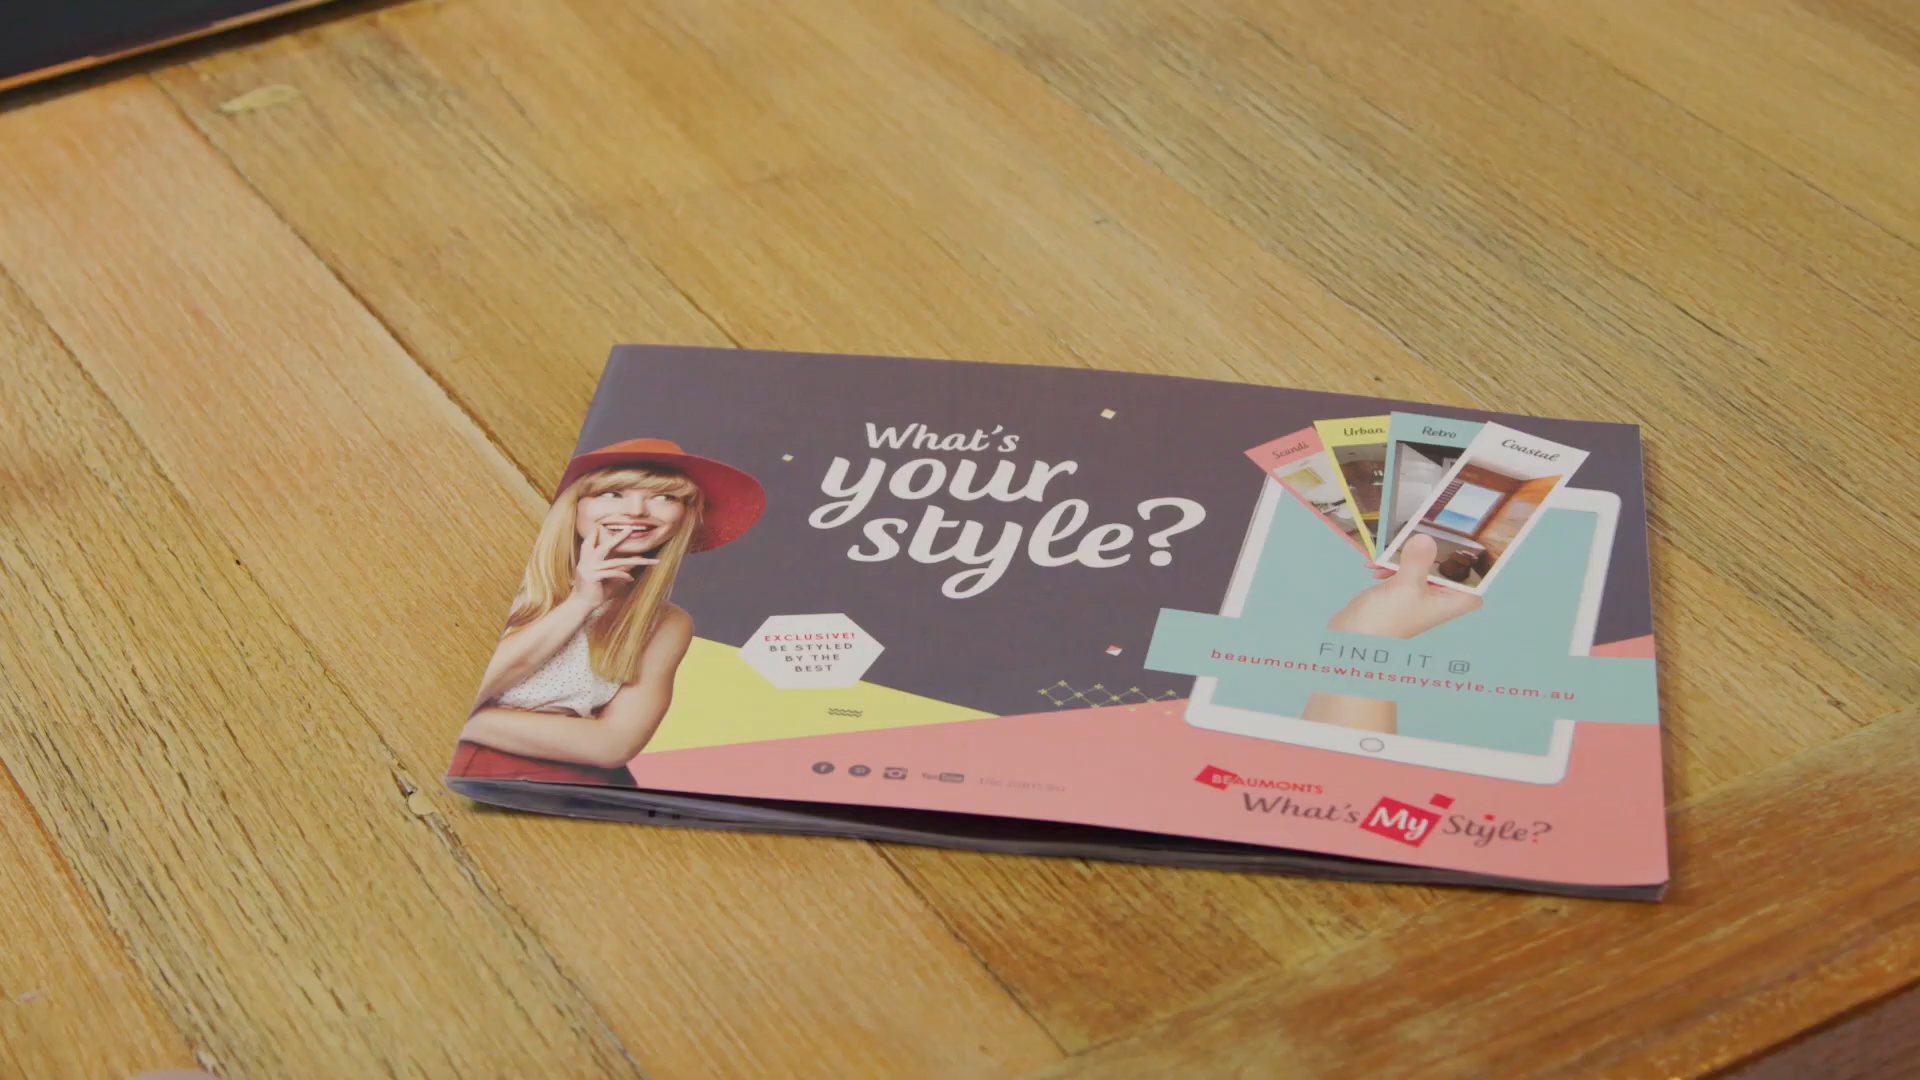 What's
your
style?
Scandi
Urban
Retro
Coastal
EXCLUSIVE!
BE STYLED
BY THE
BEST
FIND IT @
beaumontswhatsmystyle.com.au
YouTube
BEAUMONTS
What's My Style?